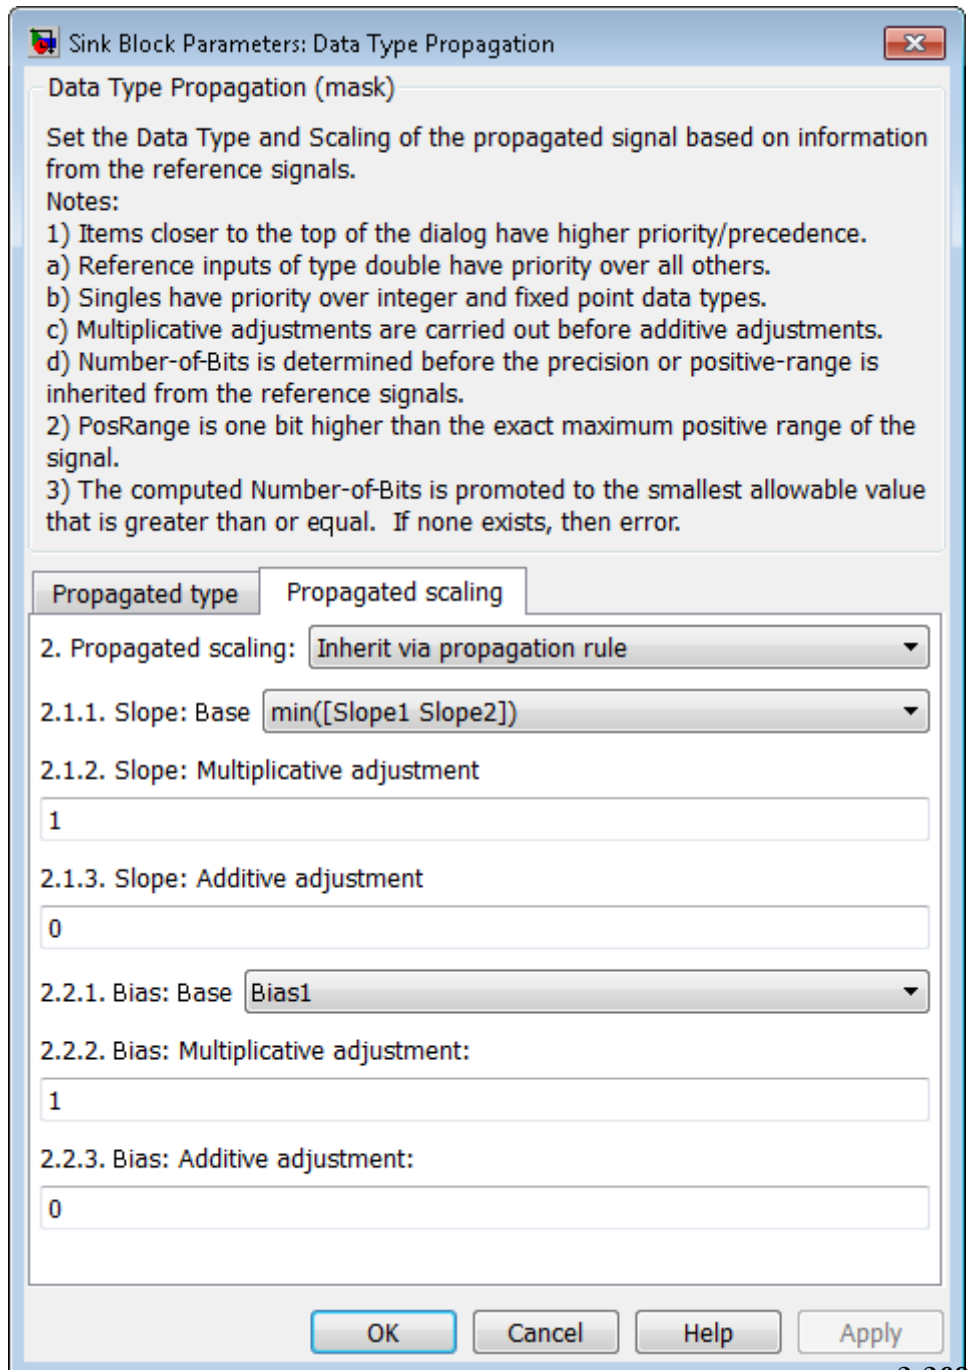 Sink Block Parameters: Data Type Propagation
Data Type Propagation (mask)
Set the Data Type and Scaling of the propagated signal based on information
from the reference signals.
Notes:
1) Items closer to the top of the dialog have higher priority/precedence.
a) Reference inputs of type double have priority over all others.
b) Singles have priority over integer and fixed point data types.
c) Multiplicative adjustments are carried out before additive adjustments.
d) Number-of-Bits is determined before the precision or positive-range is
inherited from the reference signals.
2) PosRange is one bit higher than the exact maximum positive range of the
signal.
3) The computed Number-of-Bits is promoted to the smallest allowable value
that is greater than or equal.  If none exists, then error.
Propagated type Propagated scaling
2. Propagated scaling: Inherit via propagation rule
2.1.1. Slope: Base min([Slope1 Slope2])
2.1.2. Slope: Multiplicative adjustment
1
2.1.3. Slope: Additive adjustment
0
2.2.1. Bias: Base Bias1
2.2.2. Bias: Multiplicative adjustment:
1
2.2.3. Bias: Additive adjustment:
0
OK Cancel Help Apply